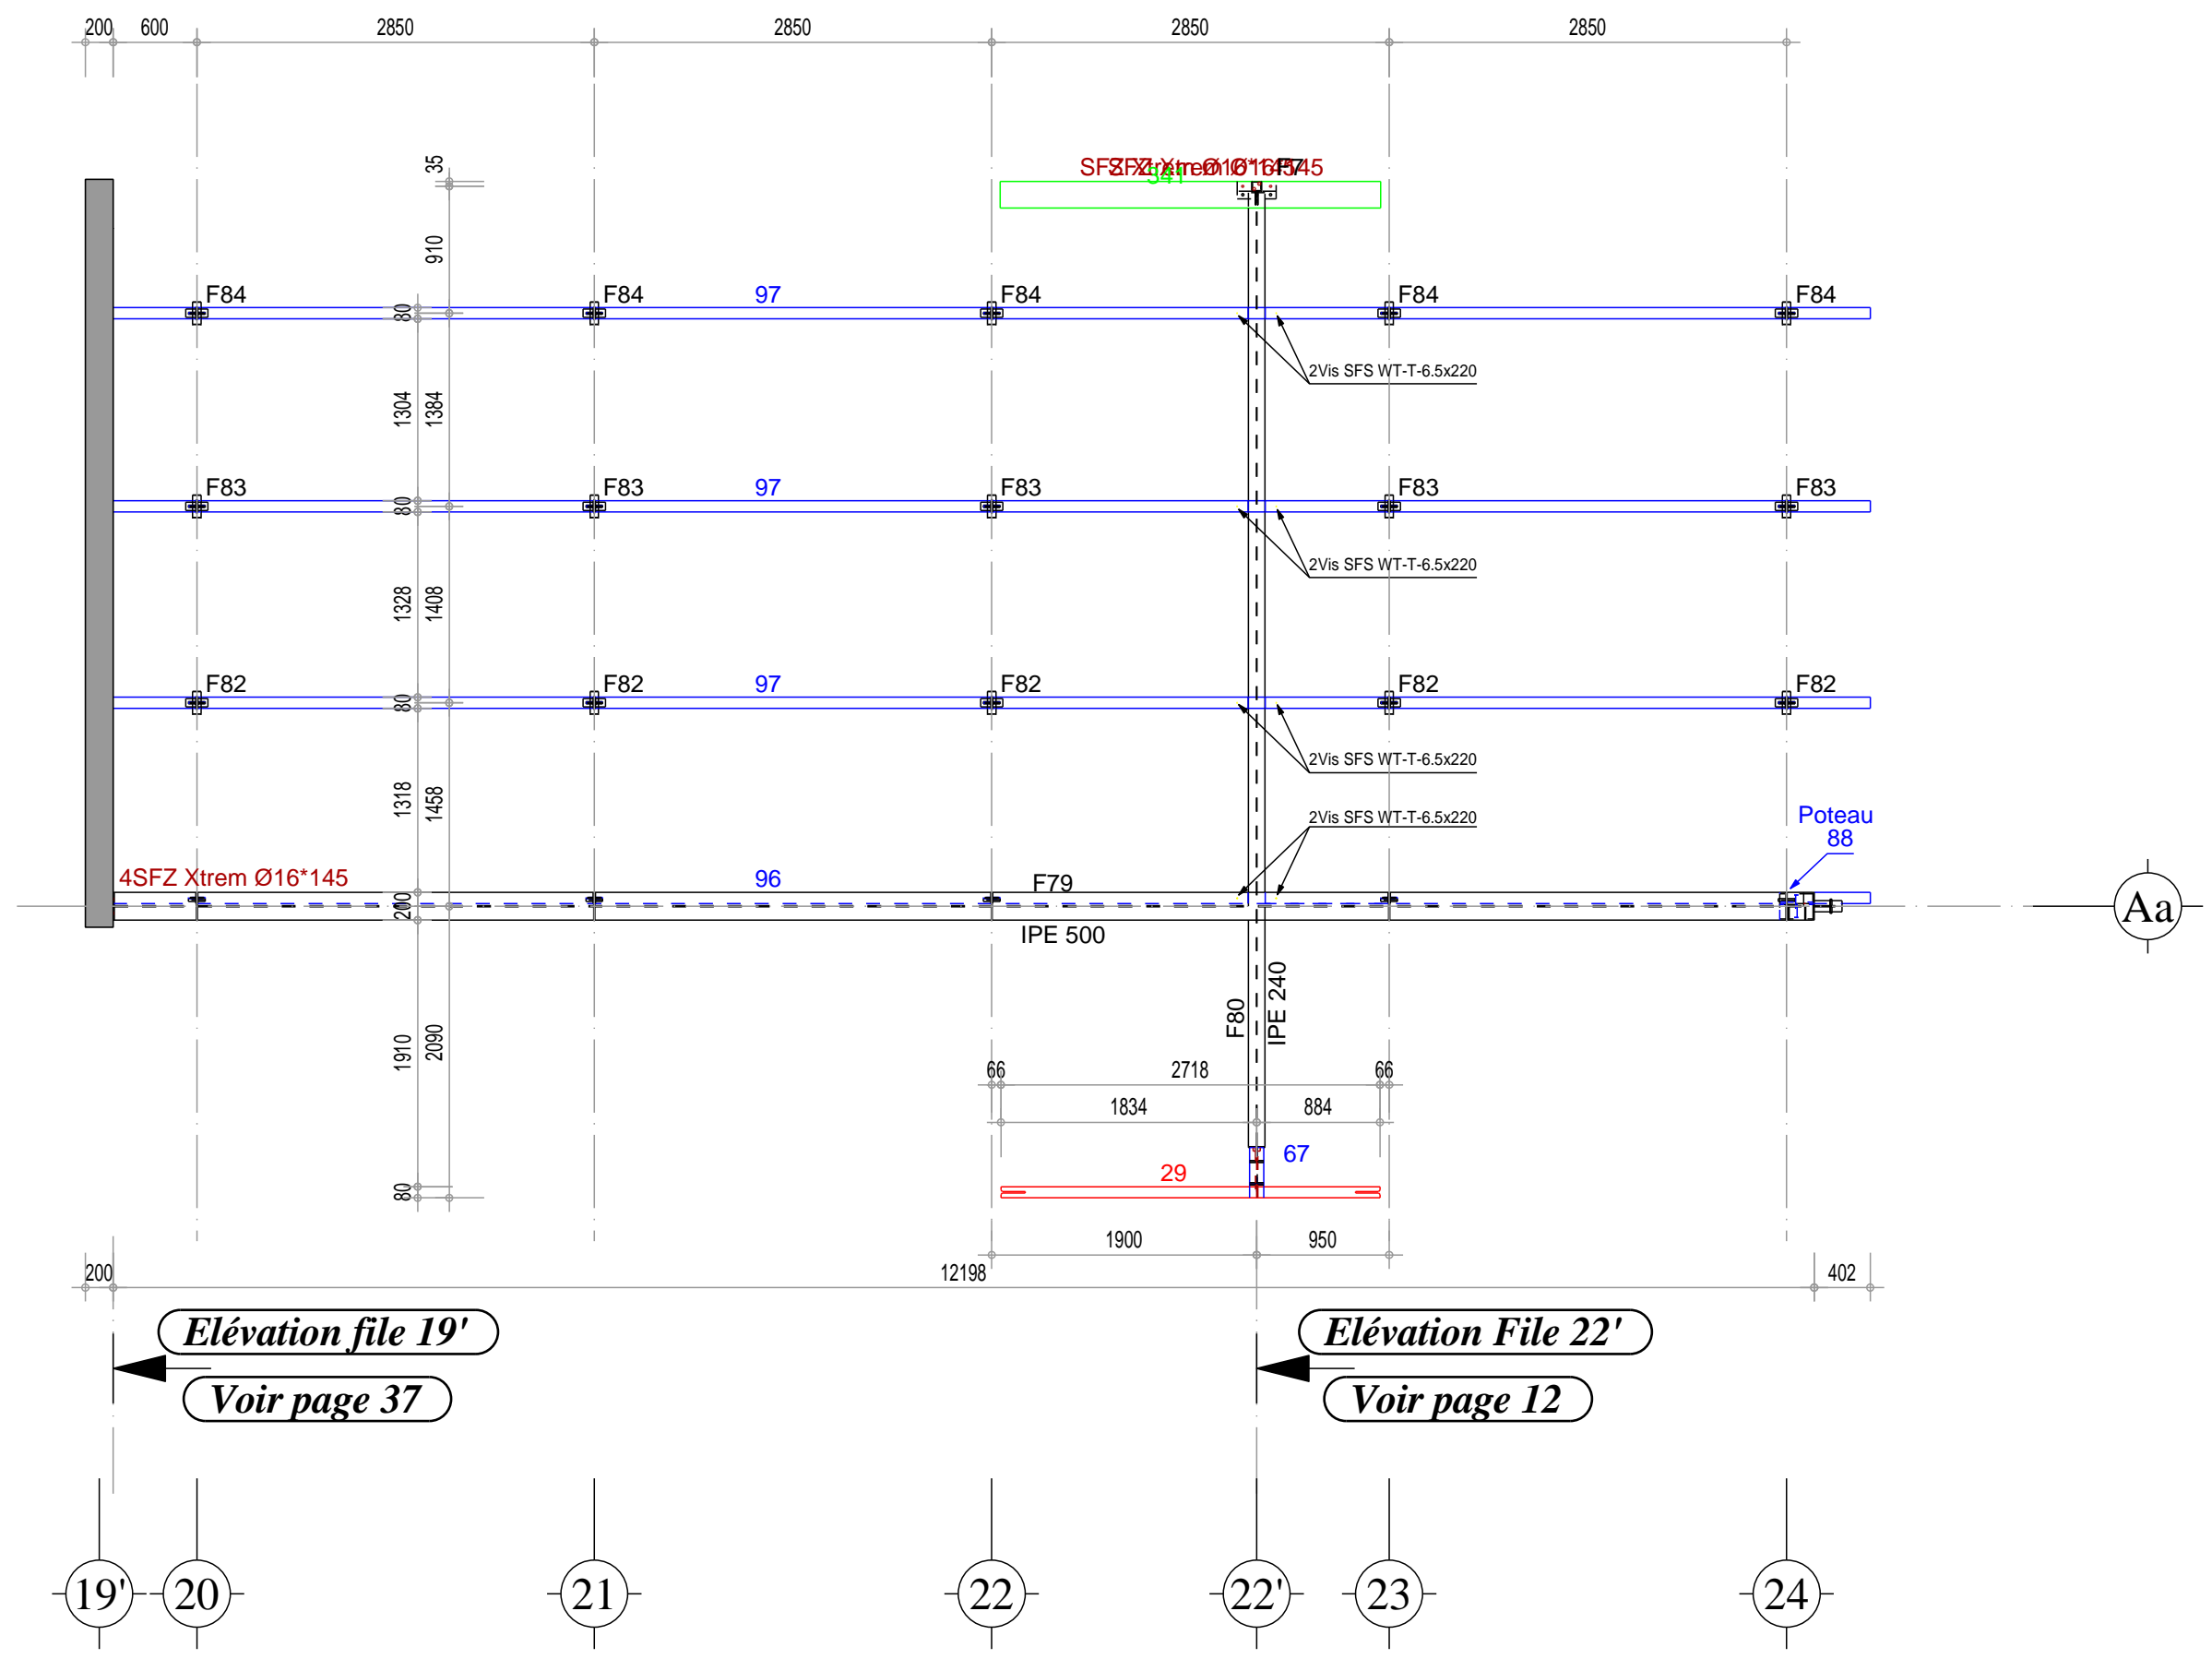 200 600 2850 2850 2850 2850
35
F7
341
910
F84 F84 97 F84 F84 F84
80
2Vis SFS WT-T-6.5x220
1304 1384
F83 F83 97 F83 F83 F83
80
2Vis SFS WT-T-6.5x220
1328 1408
F82 F82 97 F82 F82 F82
80
2Vis SFS WT-T-6.5x220
1318 1458
2Vis SFS WT-T-6.5x220
Poteau
88
4SFZ Xtrem Ø16*145 96 F79
200
Aa
IPE 500
F80 IPE 240
1910 2090
66 2718 66
1834 884
67
29
80
1900 950
200 12198 402
Elévation file 19'
Voir page 37
Elévation File 22'
Voir page 12
19' 20 21 22 22' 23 24